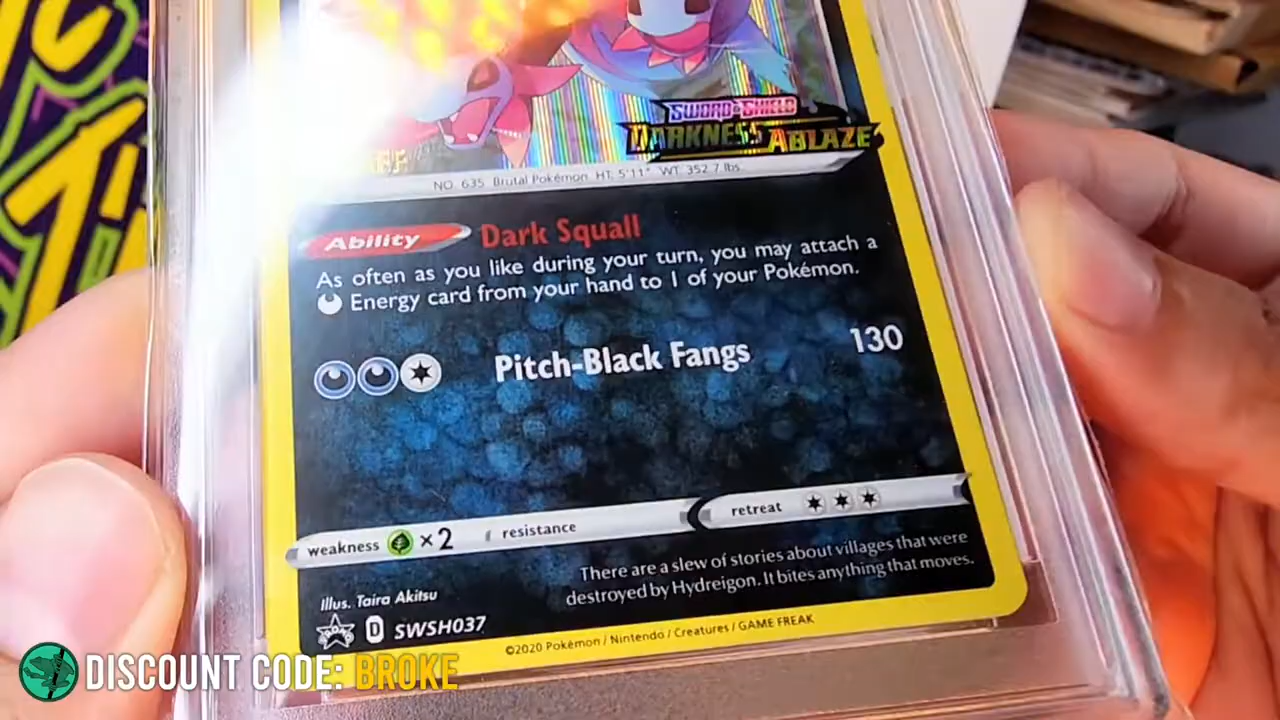 SWORD & SHIELD
DARKNESS ABLAZE
NO. 635 Brutal Pokémon HT: 5'11" WT: 352.7 lbs.
Ability Dark Squall
As often as you like during your turn, you may attach a
Energy card from your hand to 1 of your Pokémon.
Pitch-Black Fangs 130
weakness ×2 resistance retreat
There are a slew of stories about villages that were
destroyed by Hydreigon. It bites anything that moves.
Illus. Taira Akitsu
D SWSH037
©2020 Pokémon / Nintendo / Creatures / GAME FREAK
DISCOUNT CODE: BROKE